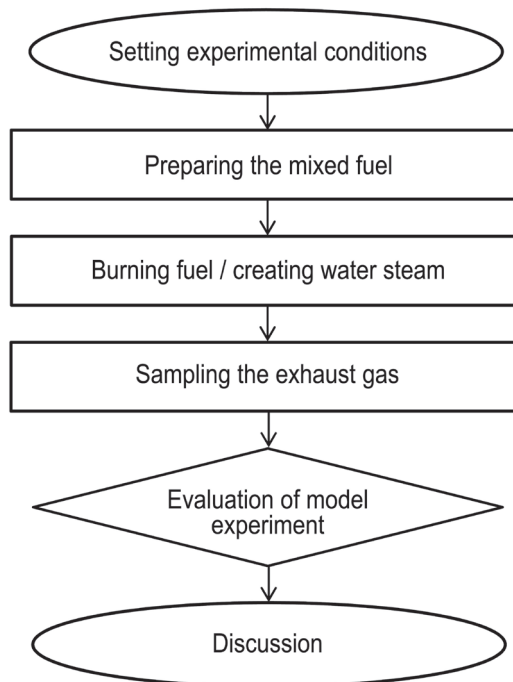 Setting experimental conditions
Preparing the mixed fuel
Burning fuel / creating water steam
Sampling the exhaust gas
Evaluation of model
experiment
Discussion